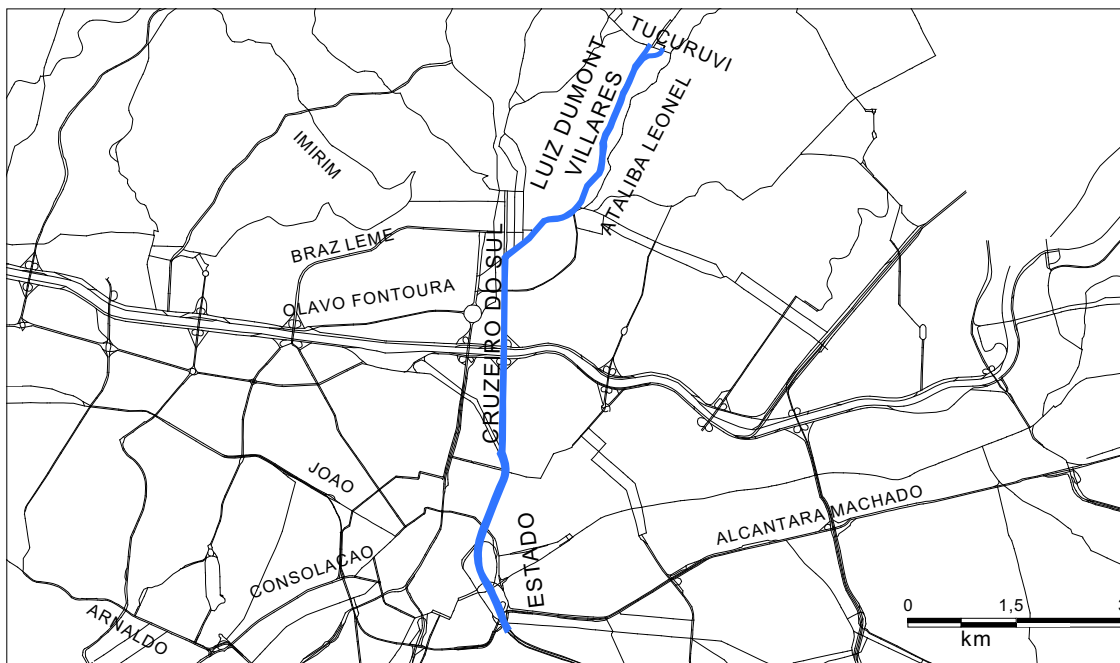 TUCURUVI
LUIZ DUMONT
VILLARES
ATALIBA LEONEL
IMIRIM
BRAZ LEME
CRUZEIRO DO SUL
OLAVO FONTOURA
JOAO
ALCANTARA MACHADO
ESTADO
CONSOLACAO
ARNALDO
0 1,5 3
km